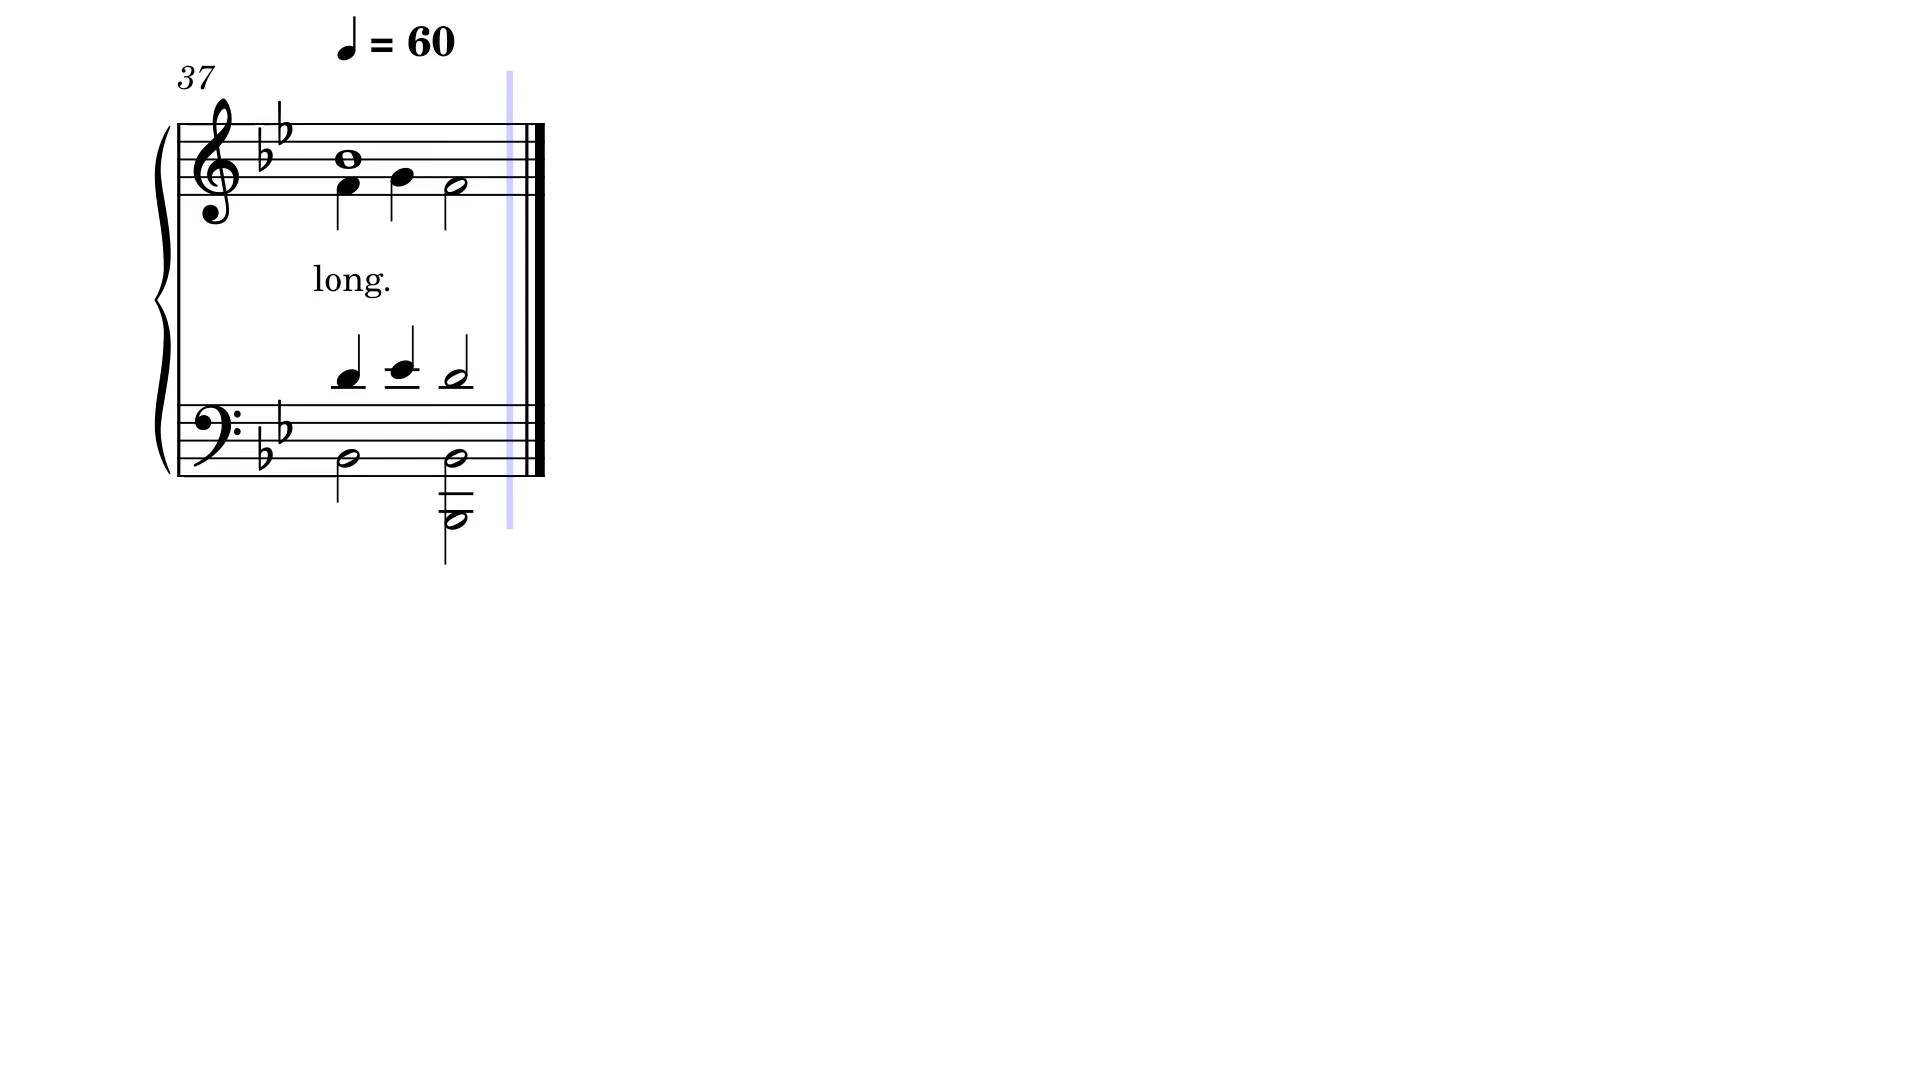 ♩ = 60
37
long.